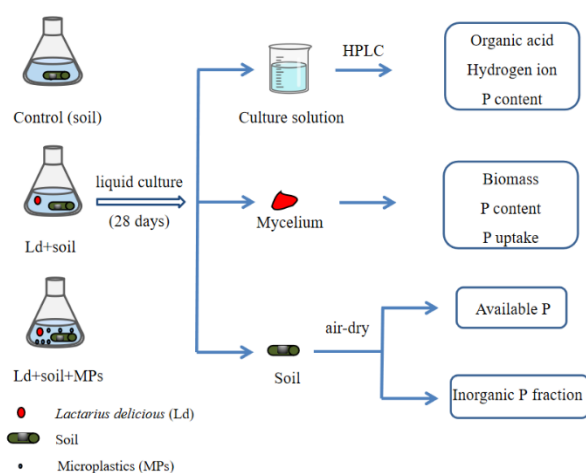 Control (soil)
Ld+soil
Ld+soil+MPs
liquid culture
(28 days)
Culture solution
HPLC
Organic acid
Hydrogen ion
P content
Mycelium
Biomass
P content
P uptake
Soil
air-dry
Available P
Inorganic P fraction
Lactarius delicious (Ld)
Soil
Microplastics (MPs)